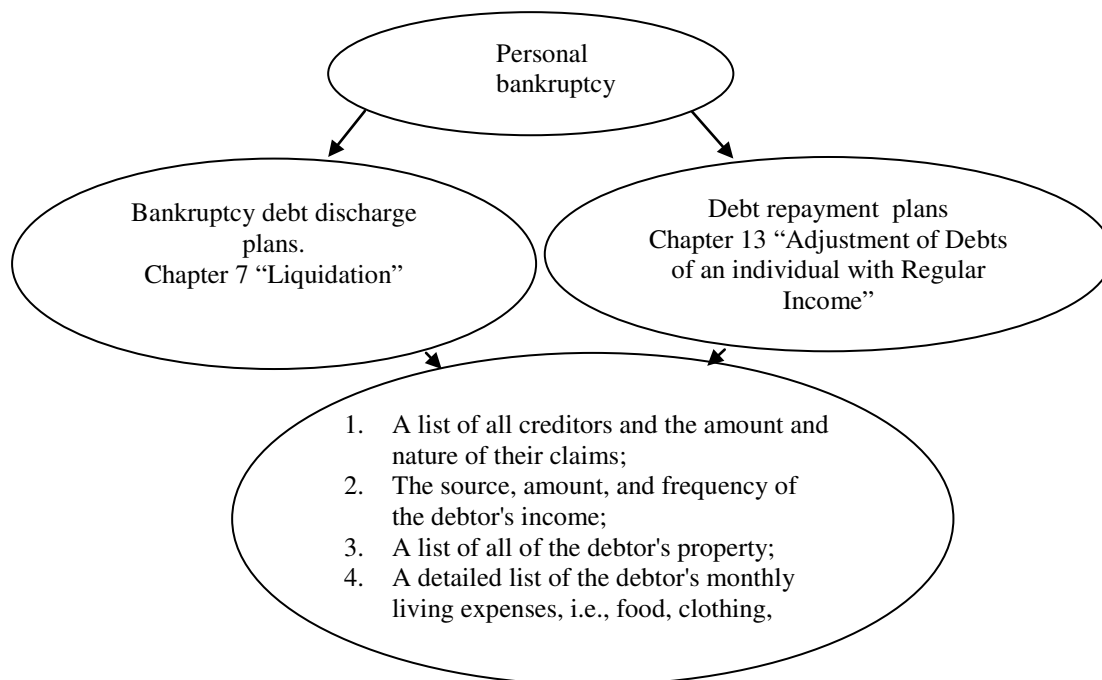 Personal
bankruptcy
Bankruptcy debt discharge
plans.
Chapter 7 “Liquidation”
Debt repayment plans
Chapter 13 “Adjustment of Debts
of an individual with Regular
Income”
1. A list of all creditors and the amount and
nature of their claims;
2. The source, amount, and frequency of
the debtor's income;
3. A list of all of the debtor's property;
4. A detailed list of the debtor's monthly
living expenses, i.e., food, clothing,